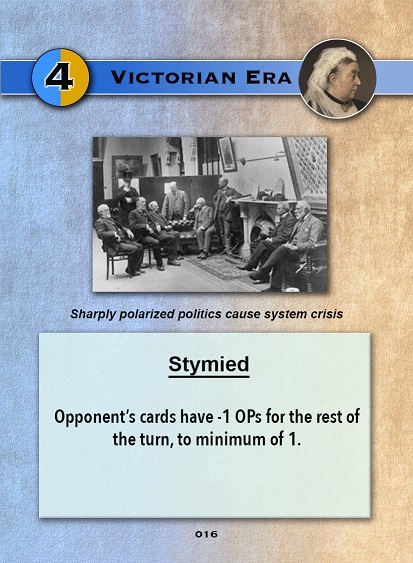 4
Victorian Era
Sharply polarized politics cause system crisis
Stymied
Opponent's cards have -1 OPs for the rest of
the turn, to minimum of 1.
016